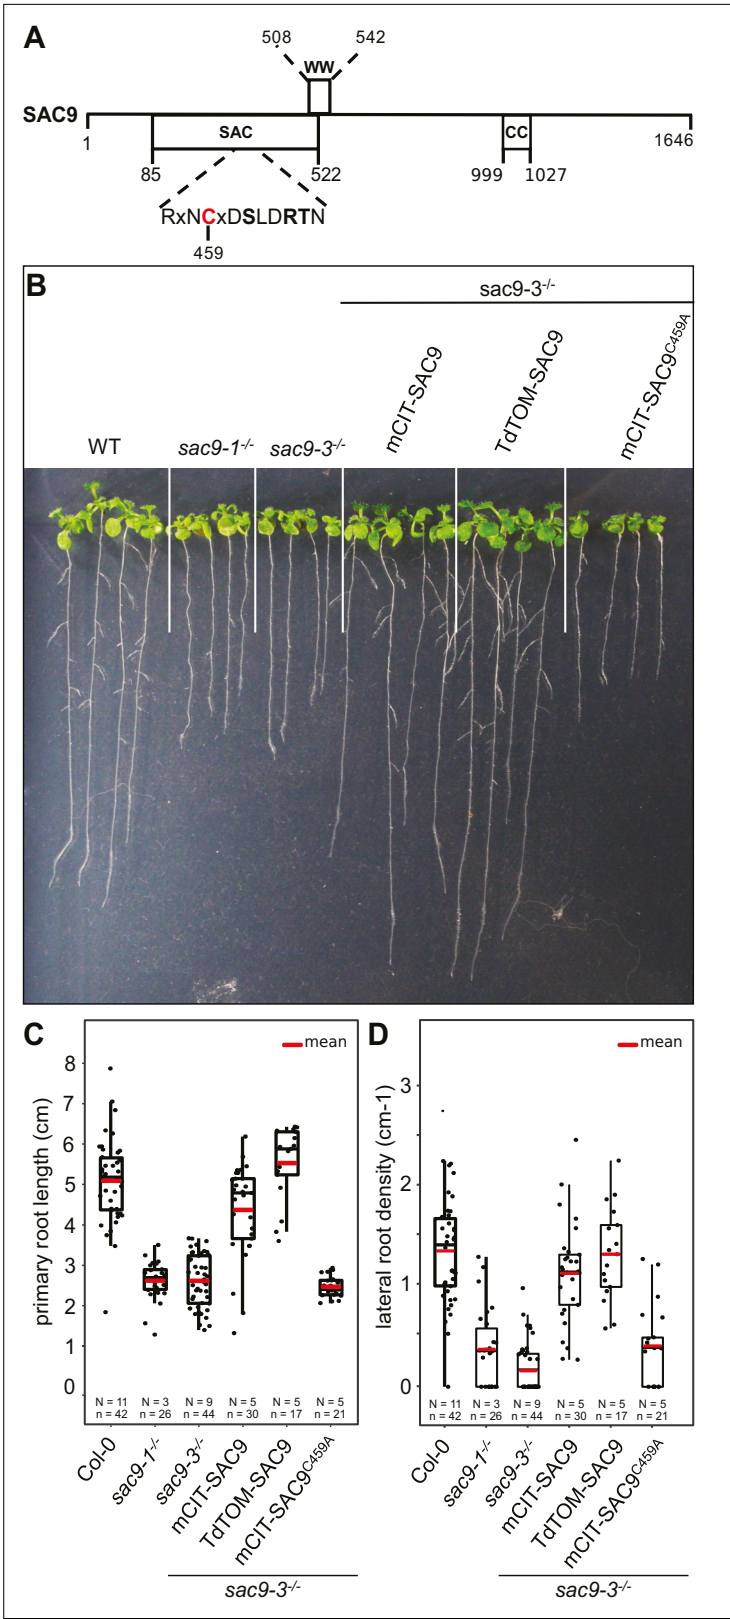 A
508 542
WW
SAC9
SAC
CC
1 1646
85 522 999 1027
RxNCxDSLDRTN
459
B
sac9-3-/-
mCIT-SAC9
TdTOM-SAC9
mCIT-SAC9C459A
WT sac9-1-/- sac9-3-/-
C
mean
primary root length (cm)
8
7
6
5
4
3
2
1
0
N = 11 N = 3 N = 9 N = 5 N = 5 N = 5
n = 42 n = 26 n = 44 n = 30 n = 17 n = 21
Col-0
sac9-1-/-
sac9-3-/-
mCIT-SAC9
TdTOM-SAC9
mCIT-SAC9C459A
sac9-3-/-
D
mean
lateral root density (cm-1)
3
2
1
0
N = 11 N = 3 N = 9 N = 5 N = 5 N = 5
n = 42 n = 26 n = 44 n = 30 n = 17 n = 21
Col-0
sac9-1-/-
sac9-3-/-
mCIT-SAC9
TdTOM-SAC9
mCIT-SAC9C459A
sac9-3-/-